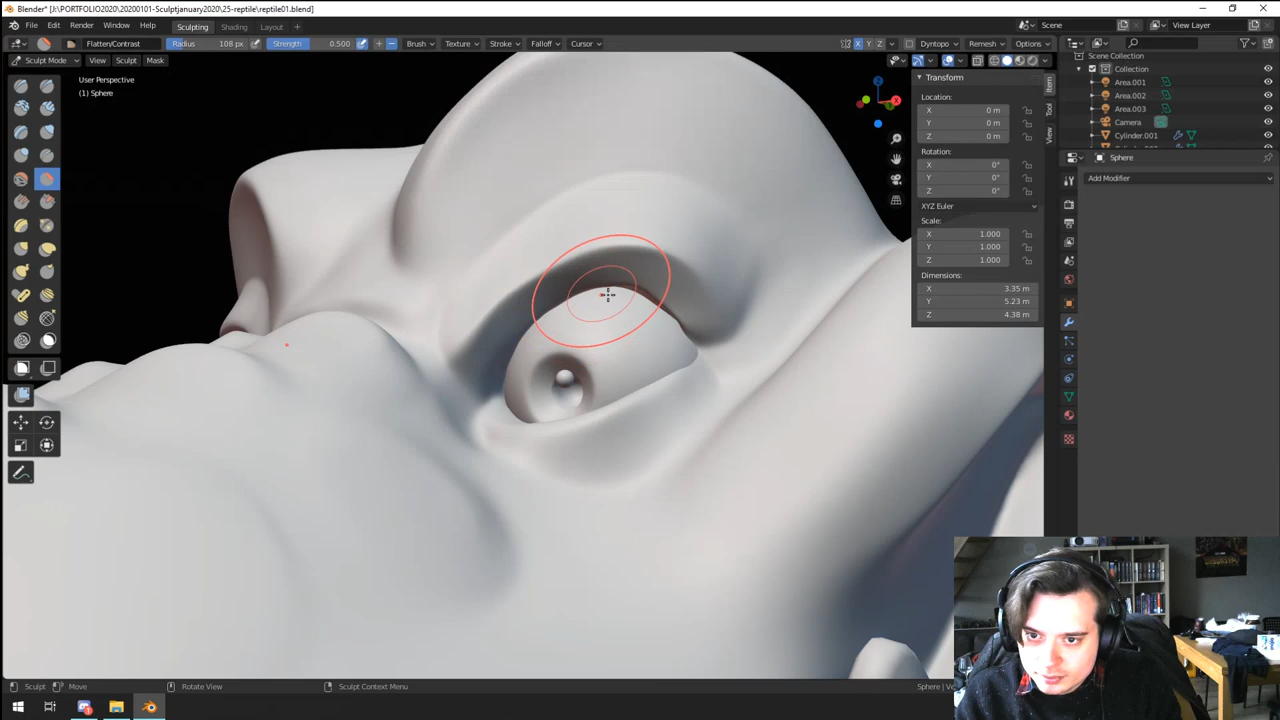 Blender* [J:\PORTFOLIO2020\20200101-Sculptjanuary2020\25-reptile\reptile01.blend]
File Edit Render Window Help Sculpting Shading Layout Scene View Layer
Flatten/Contrast Radius 108 px Strength 0.500 Brush Texture Stroke Falloff Cursor X Y Z Dyntopo Remesh Options
Sculpt Mode View Sculpt Mask
User Perspective
(1) Sphere
Transform
Location:
X 0 m
Y 0 m
Z 0 m
Rotation:
X 0°
Y 0°
Z 0°
XYZ Euler
Scale:
X 1.000
Y 1.000
Z 1.000
Dimensions:
X 3.35 m
Y 5.23 m
Z 4.38 m
Item
Tool
View
Scene Collection
Collection
Area.001
Area.002
Area.003
Camera
Cylinder.001
Sphere
Add Modifier
Sculpt Move Rotate View Sculpt Context Menu Sphere